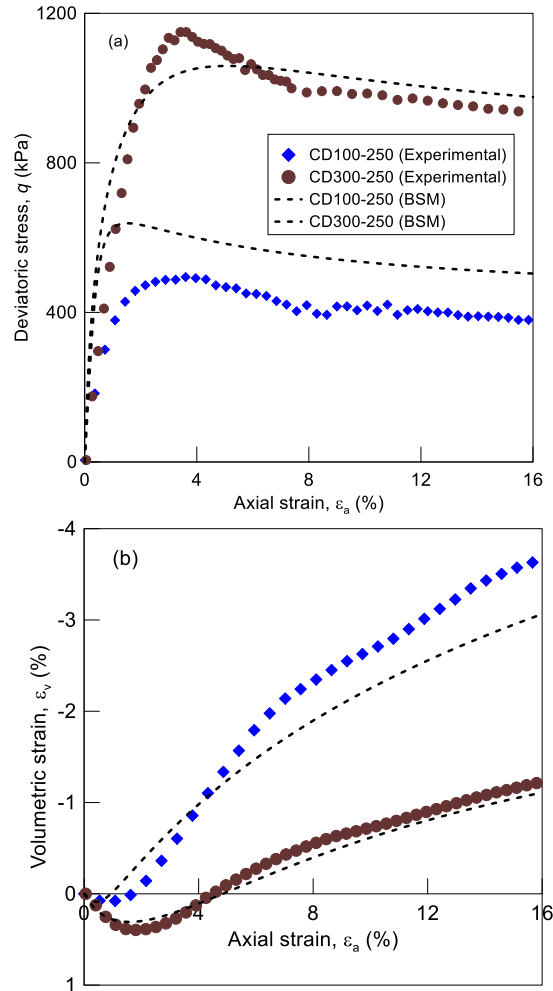 1200
(a)
800
400
0
Deviatoric stress, q (kPa)
CD100-250 (Experimental)
CD300-250 (Experimental)
CD100-250 (BSM)
CD300-250 (BSM)
0 4 8 12 16
Axial strain, εa (%)
-4
(b)
-3
-2
-1
0
1
Volumetric strain, εv (%)
0 4 8 12 16
Axial strain, εa (%)